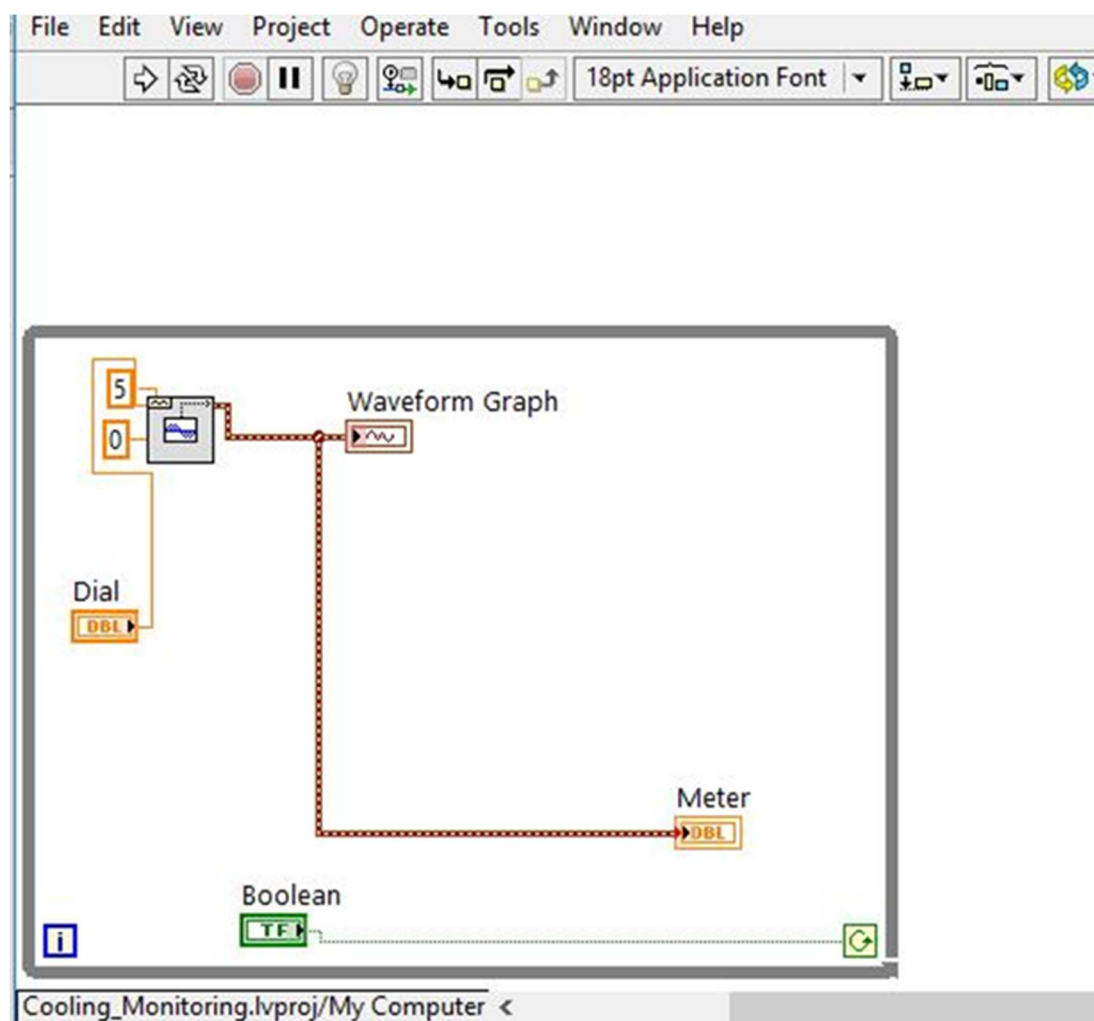 File Edit View Project Operate Tools Window Help
18pt Application Font
5
Waveform Graph
0
Dial
DBL
Meter
DBL
Boolean
TF
i
Cooling_Monitoring.lvproj/My Computer <